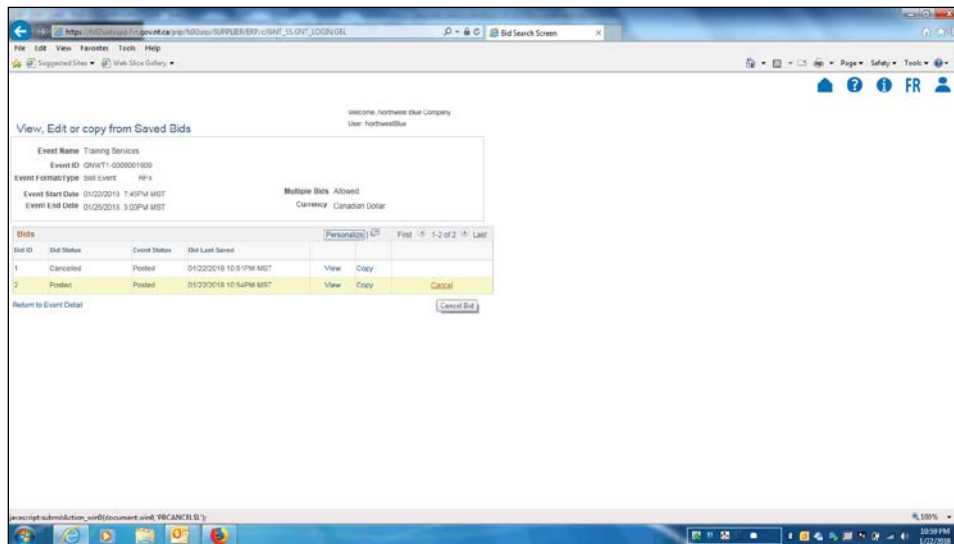 Bid Search Screen
File Edit View Favorites Tools Help
Suggested Sites Web Slice Gallery Page Safety Tools
FR
Welcome, Northwest Blue Company
User: NorthwestBlue
View, Edit or copy from Saved Bids
Event Name Training Services
Event ID GNWT1-0000001809
Event Format/Type Sell Event RFx
Event Start Date 01/22/2018 7:45PM MST Multiple Bids Allowed
Event End Date 01/26/2018 3:00PM MST Currency Canadian Dollar
Bids Personalize | First 1-2 of 2 Last
Bid ID Bid Status Event Status Bid Last Saved
1 Cancelled Posted 01/22/2018 10:51PM MST View Copy
2 Posted Posted 01/22/2018 10:54PM MST View Copy Cancel
Return to Event Detail Cancel Bid
100%
10:59 PM
1/22/2018